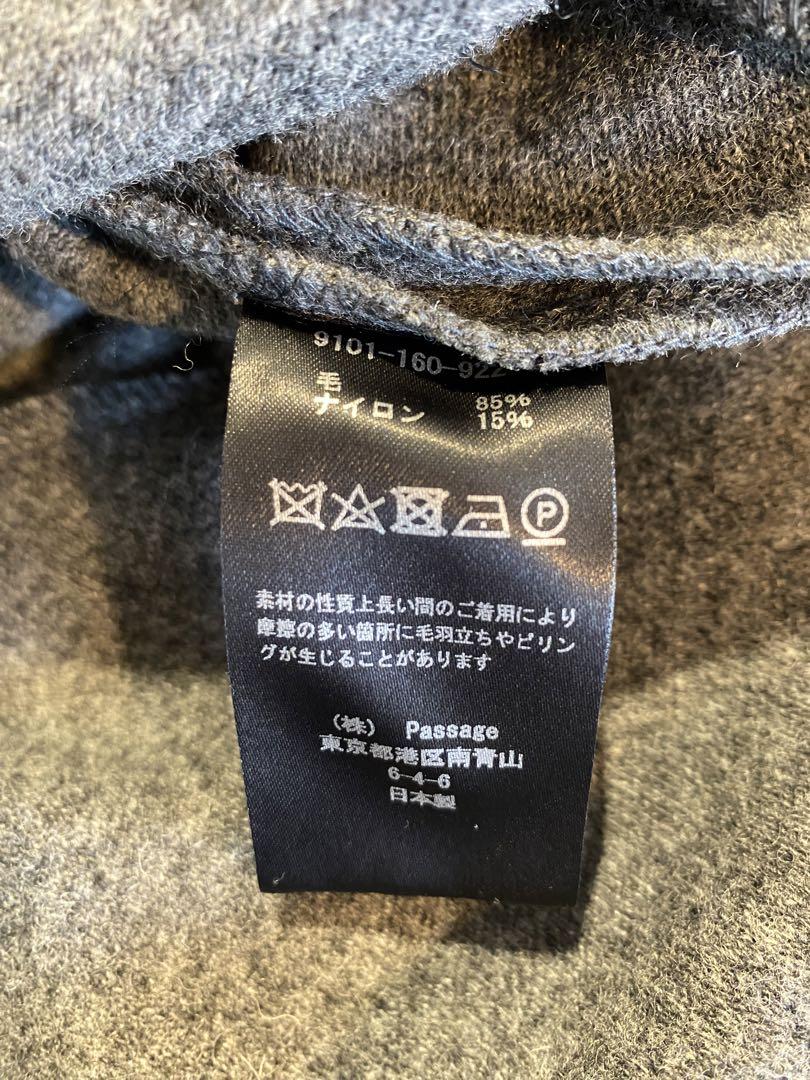 9101-160-922
毛 85%
ナイロン 15%
P
素材の性質上長い間のご着用により
摩擦の多い箇所に毛羽立ちやピリン
グが生じることがあります
(株) Passage
東京都港区南青山
6-4-6
日本製